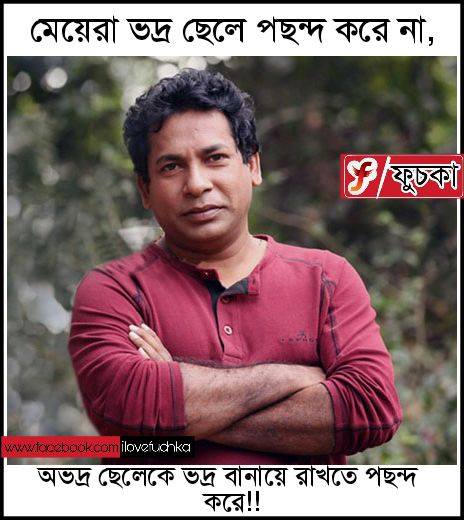 মেয়েরা ভদ্র ছেলে পছন্দ করে না,
ফুচকা
www.facebook.com/ilovefuchka
অভদ্র ছেলেকে ভদ্র বানায়ে রাখতে পছন্দ
করে!!